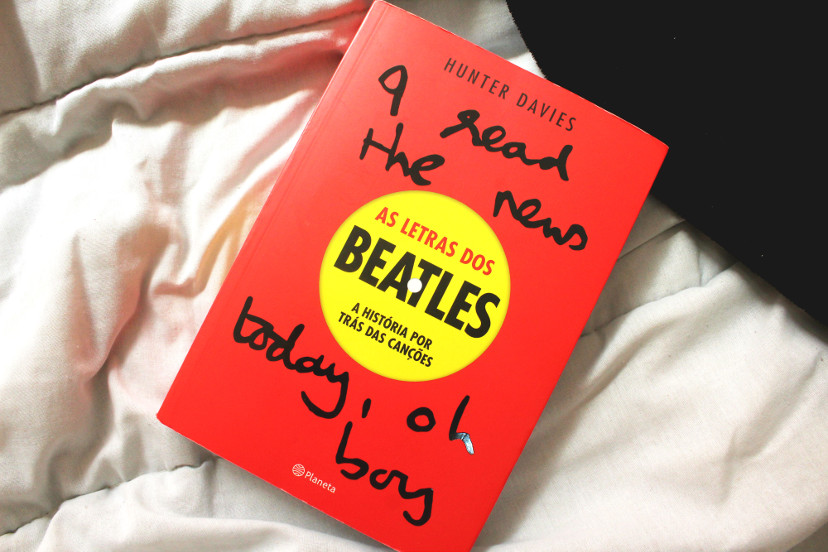 HUNTER DAVIES
I read
the news
AS LETRAS DOS
BEATLES
A HISTÓRIA POR
TRÁS DAS CANÇÕES
today, oh
boy
Planeta